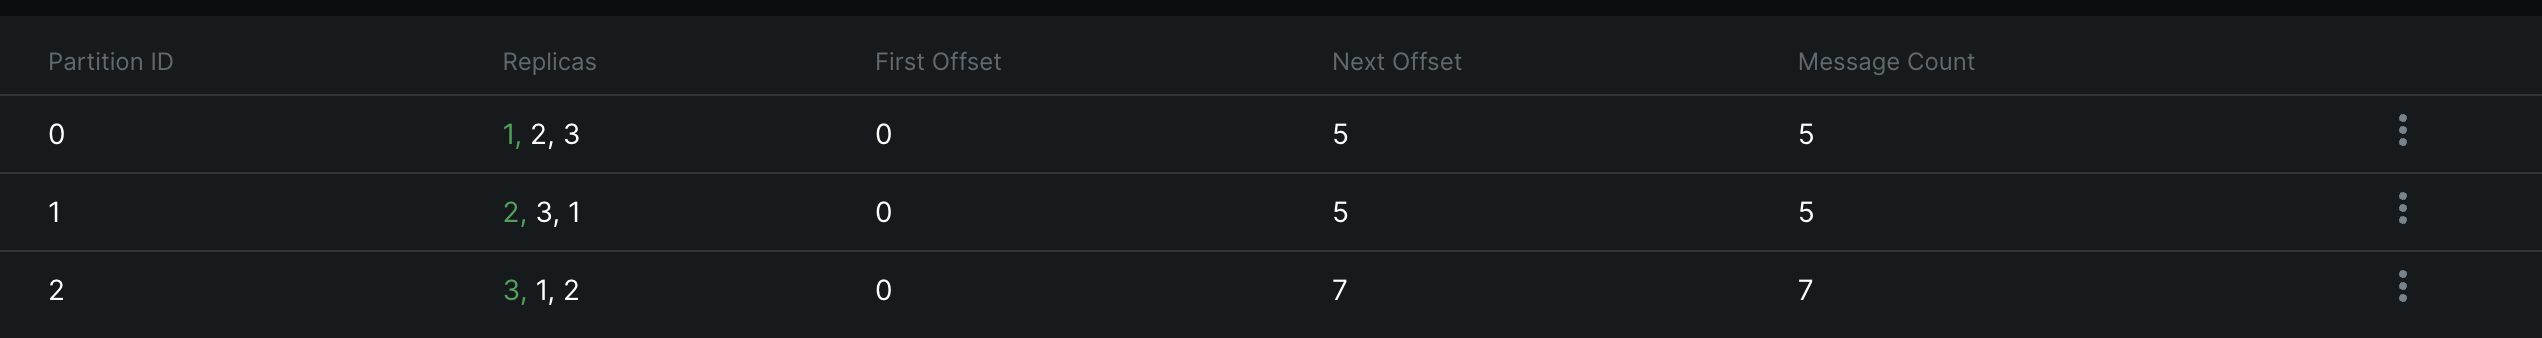 Partition ID Replicas First Offset Next Offset Message Count
0 1, 2, 3 0 5 5
1 2, 3, 1 0 5 5
2 3, 1, 2 0 7 7